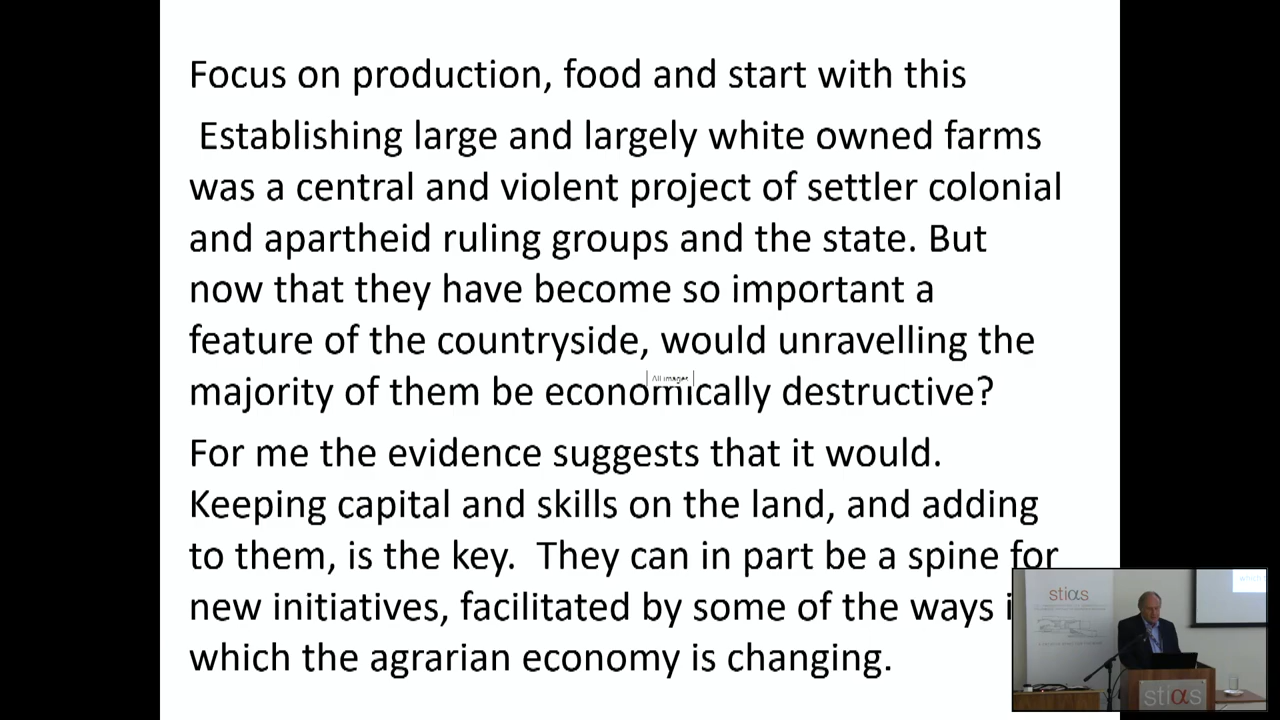 Focus on production, food and start with this
Establishing large and largely white owned farms
was a central and violent project of settler colonial
and apartheid ruling groups and the state. But
now that they have become so important a
feature of the countryside, would unravelling the
All images
majority of them be economically destructive?
For me the evidence suggests that it would.
Keeping capital and skills on the land, and adding
to them, is the key. They can in part be a spine for
new initiatives, facilitated by some of the ways
which the agrarian economy is changing.
stiαs
stiαs